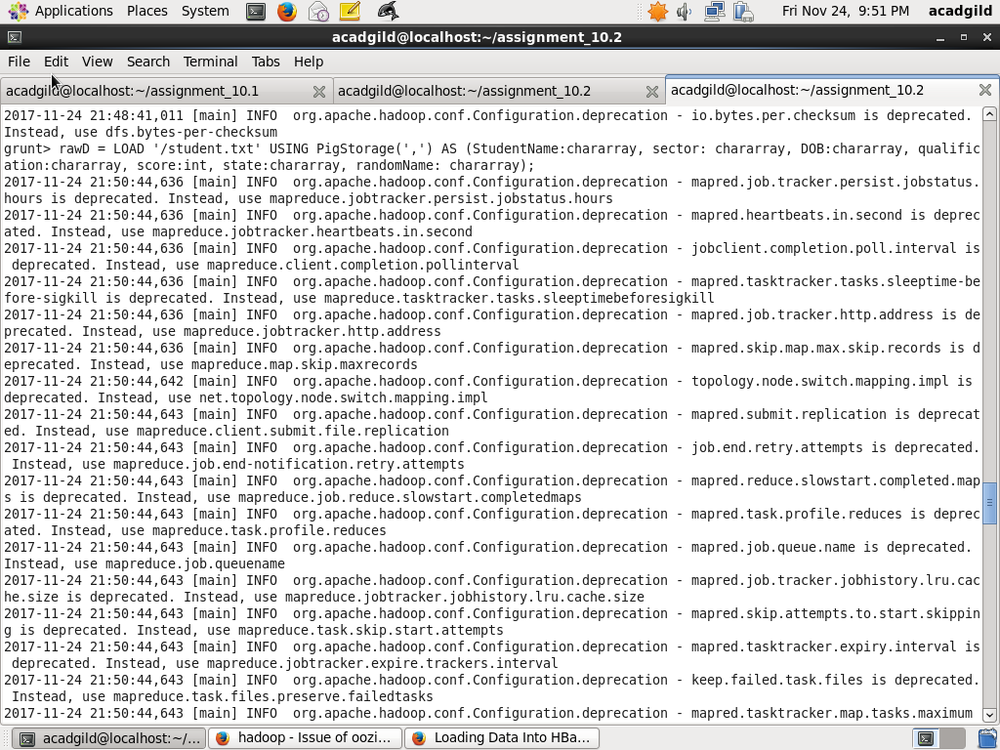 Applications Places System Fri Nov 24, 9:51 PM acadgild
acadgild@localhost:~/assignment_10.2
File Edit View Search Terminal Tabs Help
acadgild@localhost:~/assignment_10.1 acadgild@localhost:~/assignment_10.2 acadgild@localhost:~/assignment_10.2
2017-11-24 21:48:41,011 [main] INFO  org.apache.hadoop.conf.Configuration.deprecation - io.bytes.per.checksum is deprecated.
Instead, use dfs.bytes-per-checksum
grunt> rawD = LOAD '/student.txt' USING PigStorage(',') AS (StudentName:chararray, sector: chararray, DOB:chararray, qualific
ation:chararray, score:int, state:chararray, randomName: chararray);
2017-11-24 21:50:44,636 [main] INFO  org.apache.hadoop.conf.Configuration.deprecation - mapred.job.tracker.persist.jobstatus.
hours is deprecated. Instead, use mapreduce.jobtracker.persist.jobstatus.hours
2017-11-24 21:50:44,636 [main] INFO  org.apache.hadoop.conf.Configuration.deprecation - mapred.heartbeats.in.second is deprec
ated. Instead, use mapreduce.jobtracker.heartbeats.in.second
2017-11-24 21:50:44,636 [main] INFO  org.apache.hadoop.conf.Configuration.deprecation - jobclient.completion.poll.interval is
 deprecated. Instead, use mapreduce.client.completion.pollinterval
2017-11-24 21:50:44,636 [main] INFO  org.apache.hadoop.conf.Configuration.deprecation - mapred.tasktracker.tasks.sleeptime-be
fore-sigkill is deprecated. Instead, use mapreduce.tasktracker.tasks.sleeptimebeforesigkill
2017-11-24 21:50:44,636 [main] INFO  org.apache.hadoop.conf.Configuration.deprecation - mapred.job.tracker.http.address is de
precated. Instead, use mapreduce.jobtracker.http.address
2017-11-24 21:50:44,636 [main] INFO  org.apache.hadoop.conf.Configuration.deprecation - mapred.skip.map.max.skip.records is d
eprecated. Instead, use mapreduce.map.skip.maxrecords
2017-11-24 21:50:44,642 [main] INFO  org.apache.hadoop.conf.Configuration.deprecation - topology.node.switch.mapping.impl is
deprecated. Instead, use net.topology.node.switch.mapping.impl
2017-11-24 21:50:44,643 [main] INFO  org.apache.hadoop.conf.Configuration.deprecation - mapred.submit.replication is deprecat
ed. Instead, use mapreduce.client.submit.file.replication
2017-11-24 21:50:44,643 [main] INFO  org.apache.hadoop.conf.Configuration.deprecation - job.end.retry.attempts is deprecated.
 Instead, use mapreduce.job.end-notification.retry.attempts
2017-11-24 21:50:44,643 [main] INFO  org.apache.hadoop.conf.Configuration.deprecation - mapred.reduce.slowstart.completed.map
s is deprecated. Instead, use mapreduce.job.reduce.slowstart.completedmaps
2017-11-24 21:50:44,643 [main] INFO  org.apache.hadoop.conf.Configuration.deprecation - mapred.task.profile.reduces is deprec
ated. Instead, use mapreduce.task.profile.reduces
2017-11-24 21:50:44,643 [main] INFO  org.apache.hadoop.conf.Configuration.deprecation - mapred.job.queue.name is deprecated.
Instead, use mapreduce.job.queuename
2017-11-24 21:50:44,643 [main] INFO  org.apache.hadoop.conf.Configuration.deprecation - mapred.job.tracker.jobhistory.lru.cac
he.size is deprecated. Instead, use mapreduce.jobtracker.jobhistory.lru.cache.size
2017-11-24 21:50:44,643 [main] INFO  org.apache.hadoop.conf.Configuration.deprecation - mapred.skip.attempts.to.start.skippin
g is deprecated. Instead, use mapreduce.task.skip.start.attempts
2017-11-24 21:50:44,643 [main] INFO  org.apache.hadoop.conf.Configuration.deprecation - mapred.tasktracker.expiry.interval is
 deprecated. Instead, use mapreduce.jobtracker.expire.trackers.interval
2017-11-24 21:50:44,643 [main] INFO  org.apache.hadoop.conf.Configuration.deprecation - keep.failed.task.files is deprecated.
 Instead, use mapreduce.task.files.preserve.failedtasks
2017-11-24 21:50:44,643 [main] INFO  org.apache.hadoop.conf.Configuration.deprecation - mapred.tasktracker.map.tasks.maximum
acadgild@localhost:~/... hadoop - Issue of oozi... Loading Data Into HBa...